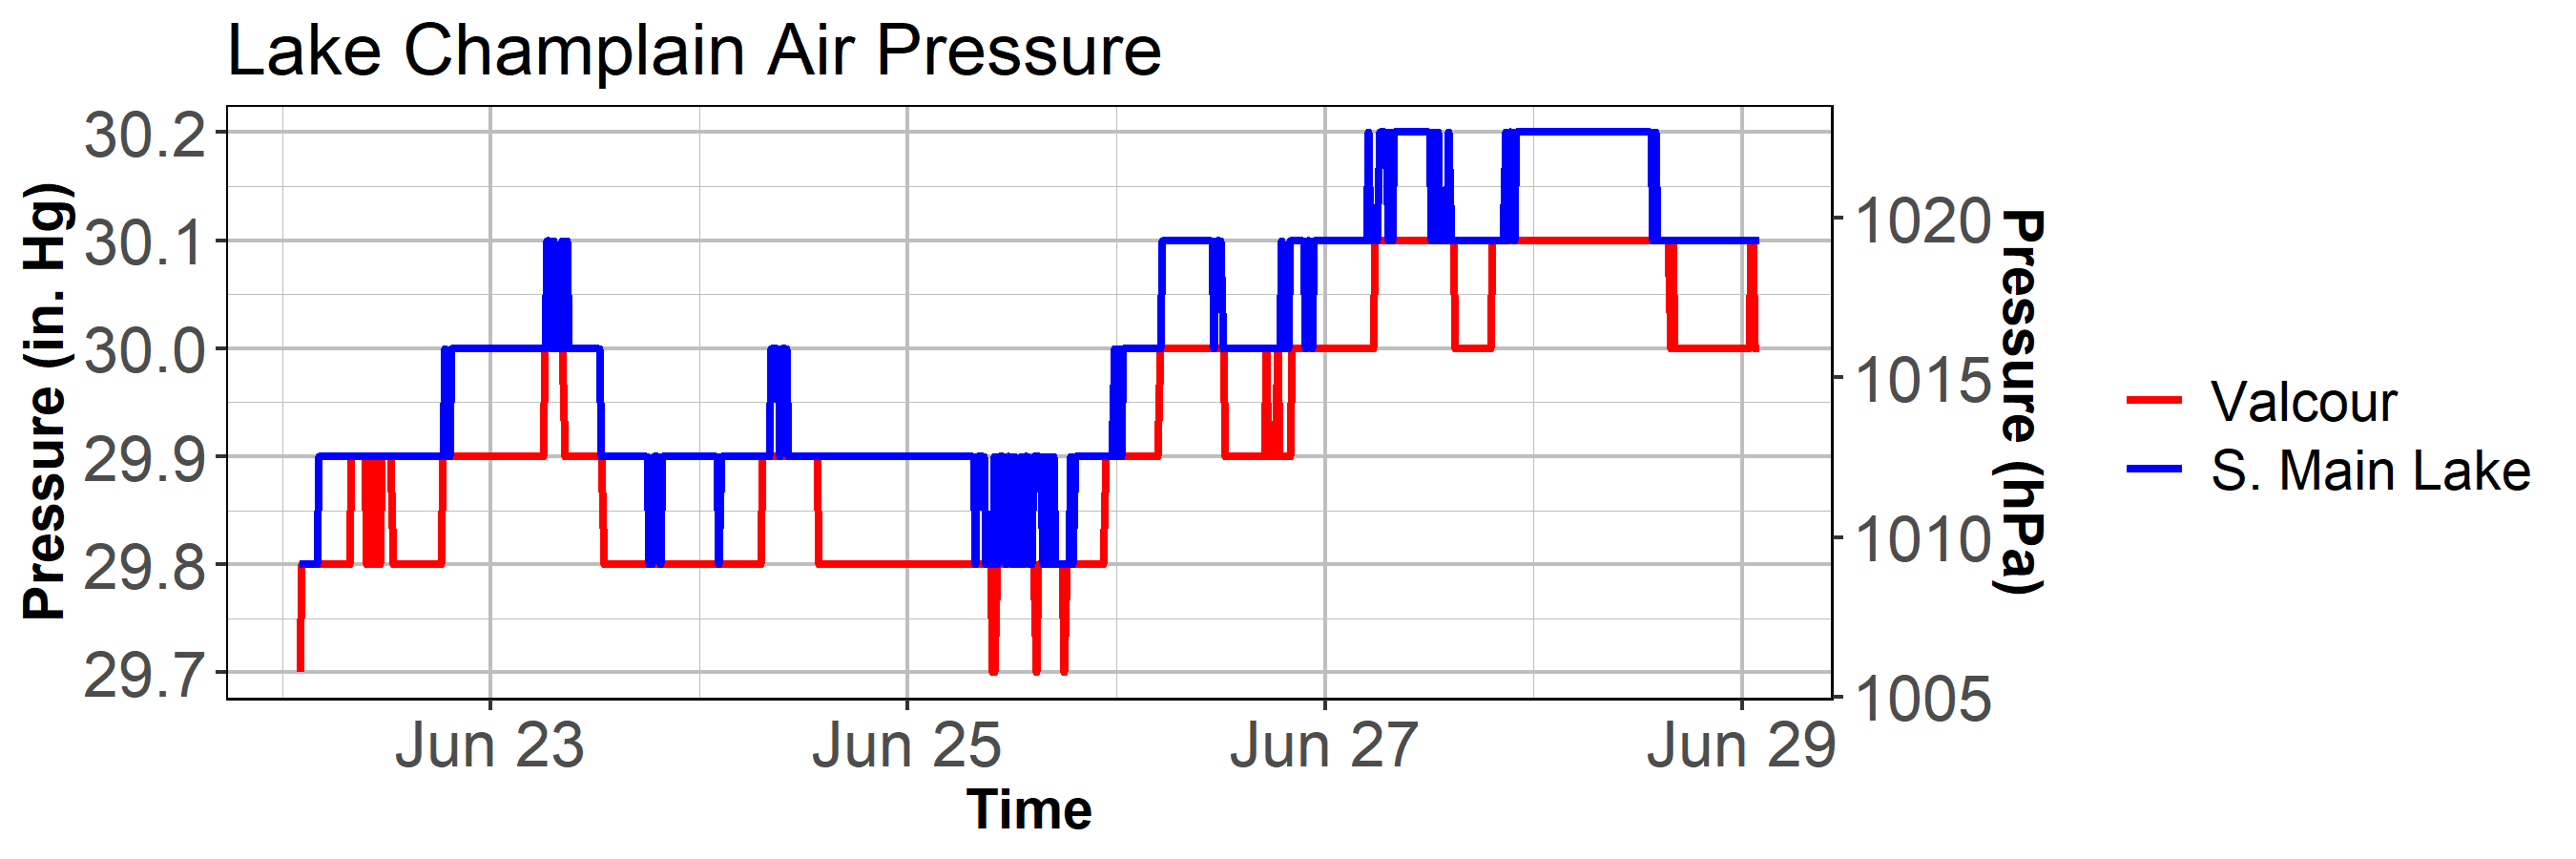 Lake Champlain Air Pressure
Pressure (in. Hg)
30.2
30.1
30.0
29.9
29.8
29.7
1020
1015
1010
1005
Pressure (hPa)
Jun 23
Jun 25
Jun 27
Jun 29
Time
Valcour
S. Main Lake